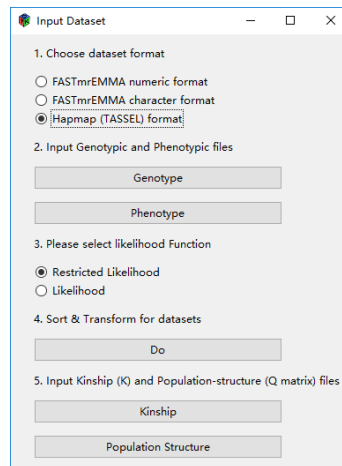 Input Dataset
1. Choose dataset format
FASTmrEMMA numeric format
FASTmrEMMA character format
Hapmap (TASSEL) format
2. Input Genotypic and Phenotypic files
Genotype
Phenotype
3. Please select likelihood Function
Restricted Likelihood
Likelihood
4. Sort & Transform for datasets
Do
5. Input Kinship (K) and Population-structure (Q matrix) files
Kinship
Population Structure